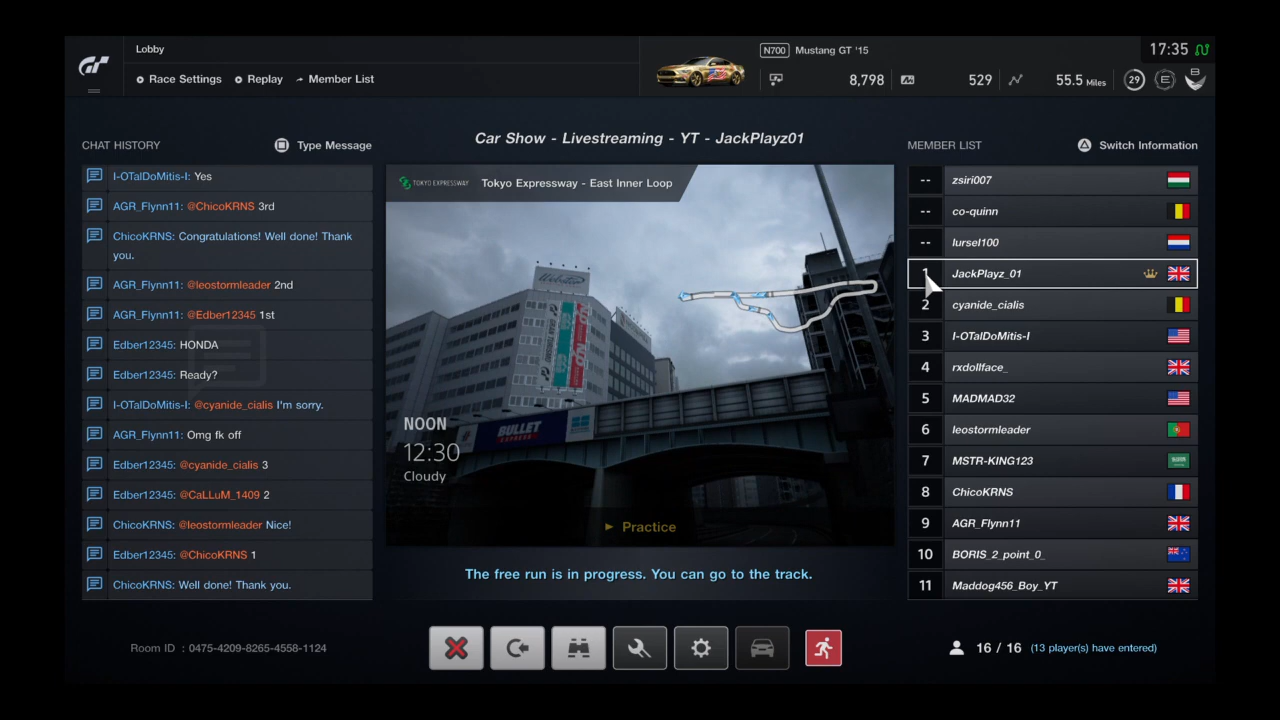 Lobby
Race Settings
Replay
Member List
N700 Mustang GT '15
8,798
529
55.5 Miles
17:35
29
E
B
CHAT HISTORY
Type Message
I-OTalDoMitis-I: Yes
AGR_Flynn11: @ChicoKRNS 3rd
ChicoKRNS: Congratulations! Well done! Thank
you.
AGR_Flynn11: @leostormleader 2nd
AGR_Flynn11: @Edber12345 1st
Edber12345: HONDA
Edber12345: Ready?
I-OTalDoMitis-I: @cyanide_cialis I'm sorry.
AGR_Flynn11: Omg fk off
Edber12345: @cyanide_cialis 3
Edber12345: @CaLLuM_1409 2
ChicoKRNS: @leostormleader Nice!
Edber12345: @ChicoKRNS 1
ChicoKRNS: Well done! Thank you.
Car Show - Livestreaming - YT - JackPlayz01
TOKYO EXPRESSWAY Tokyo Expressway - East Inner Loop
BULLET
EXPRESS
NOON
12:30
Cloudy
Practice
The free run is in progress. You can go to the track.
MEMBER LIST
Switch Information
-- zsiri007
-- co-quinn
-- lursel100
1 JackPlayz_01
2 cyanide_cialis
3 I-OTalDoMitis-I
4 rxdollface_
5 MADMAD32
6 leostormleader
7 MSTR-KING123
8 ChicoKRNS
9 AGR_Flynn11
10 BORIS_2_point_0_
11 Maddog456_Boy_YT
Room ID : 0475-4209-8265-4558-1124
16 / 16 (13 player(s) have entered)